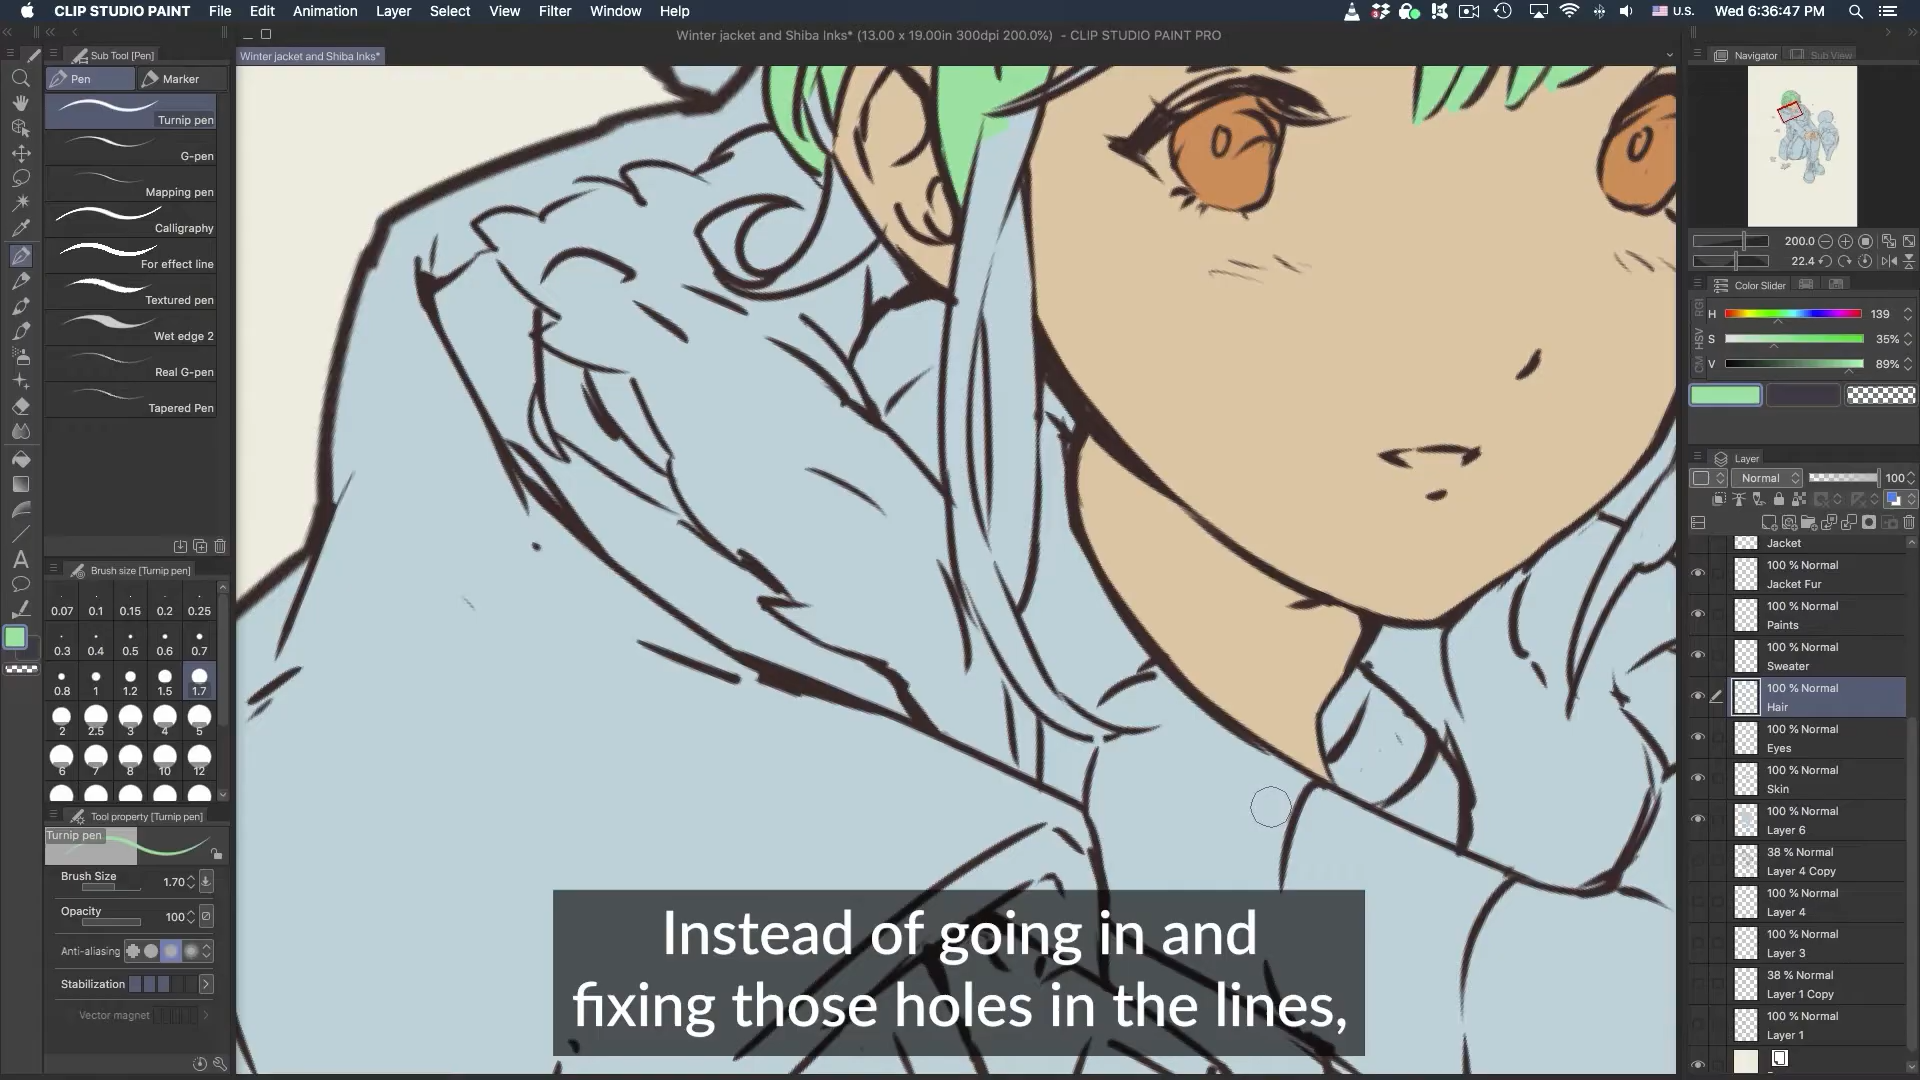 CLIP STUDIO PAINT File Edit Animation Layer Select View Filter Window Help U.S. Wed 6:36:47 PM
Winter jacket and Shiba Inks* (13.00 x 19.00in 300dpi 200.0%) - CLIP STUDIO PAINT PRO
Sub Tool [Pen]
Winter jacket and Shiba Inks*
Navigator Sub View
Pen Marker
Turnip pen
G-pen
Mapping pen
Calligraphy
For effect line
Textured pen
Wet edge 2
Real G-pen
Tapered Pen
Brush size [Turnip pen]
0.07 0.1 0.15 0.2 0.25
0.3 0.4 0.5 0.6 0.7
0.8 1 1.2 1.5 1.7
2 2.5 3 4 5
6 7 8 10 12
Tool property [Turnip pen]
Turnip pen
Brush Size 1.70
Opacity 100
Anti-aliasing
Stabilization
Vector magnet
200.0
22.4
Color Slider
H 139
S 35%
V 89%
HSV
Layer
Normal 100
Jacket
100 % Normal
Jacket Fur
100 % Normal
Paints
100 % Normal
Sweater
100 % Normal
Hair
100 % Normal
Eyes
100 % Normal
Skin
100 % Normal
Layer 6
38 % Normal
Layer 4 Copy
100 % Normal
Layer 4
100 % Normal
Layer 3
38 % Normal
Layer 1 Copy
100 % Normal
Layer 1
Instead of going in and
fixing those holes in the lines,